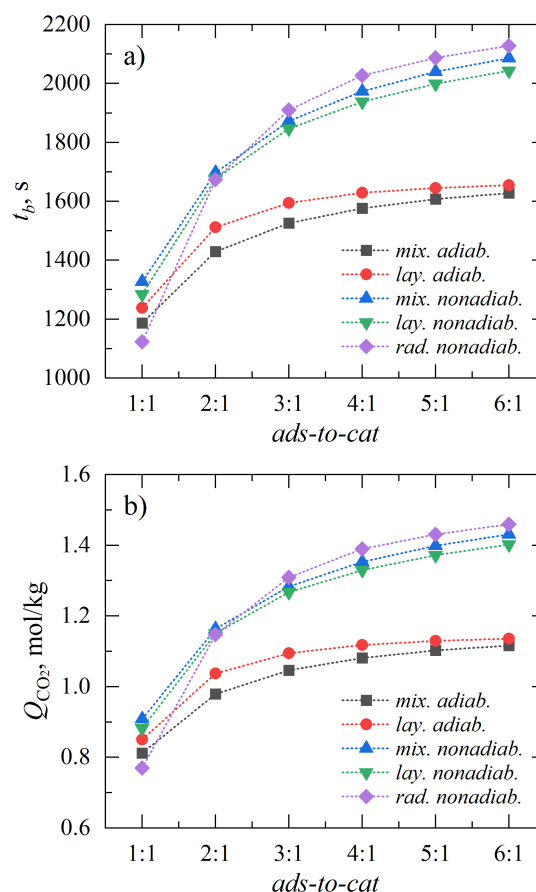 a)
2200
2000
1800
1600
1400
1200
1000
t_b, s
mix. adiab.
lay. adiab.
mix. nonadiab.
lay. nonadiab.
rad. nonadiab.
1:1 2:1 3:1 4:1 5:1 6:1
ads-to-cat
b)
1.6
1.4
1.2
1.0
0.8
0.6
Q_CO₂, mol/kg
mix. adiab.
lay. adiab.
mix. nonadiab.
lay. nonadiab.
rad. nonadiab.
1:1 2:1 3:1 4:1 5:1 6:1
ads-to-cat